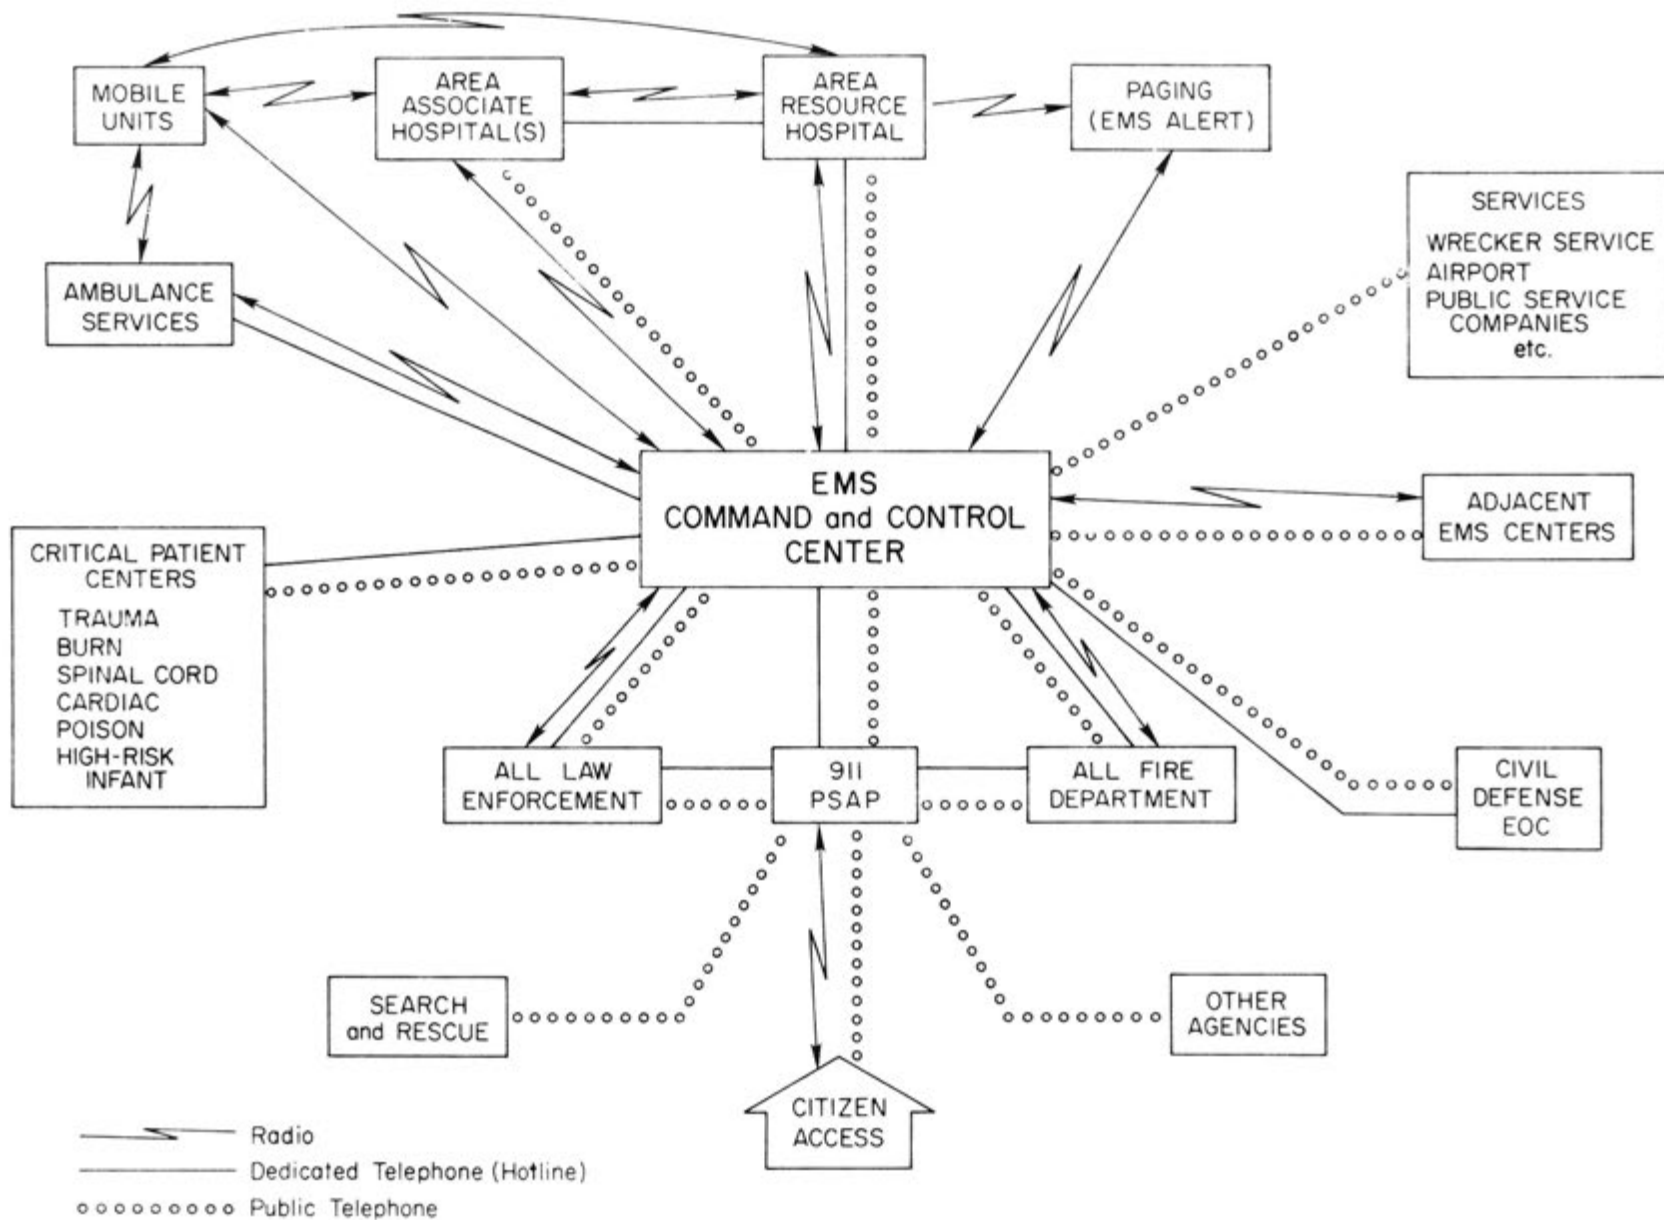 MOBILE
UNITS
AREA
ASSOCIATE
HOSPITAL(S)
AREA
RESOURCE
HOSPITAL
PAGING
(EMS ALERT)
SERVICES
WRECKER SERVICE
AIRPORT
PUBLIC SERVICE
COMPANIES
etc.
AMBULANCE
SERVICES
EMS
COMMAND and CONTROL
CENTER
ADJACENT
EMS CENTERS
CRITICAL PATIENT
CENTERS
TRAUMA
BURN
SPINAL CORD
CARDIAC
POISON
HIGH-RISK
INFANT
ALL LAW
ENFORCEMENT
911
PSAP
ALL FIRE
DEPARTMENT
CIVIL
DEFENSE
EOC
SEARCH
and RESCUE
OTHER
AGENCIES
CITIZEN
ACCESS
Radio
Dedicated Telephone (Hotline)
Public Telephone